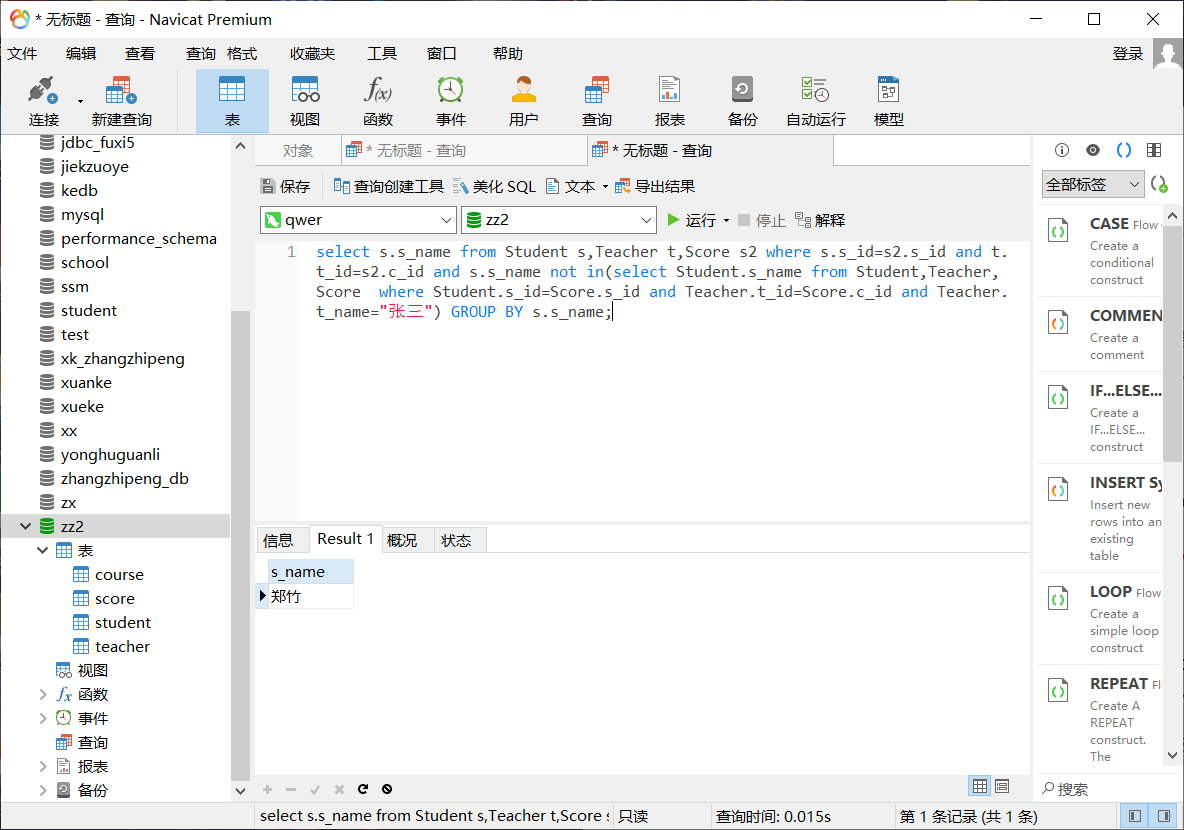 * 无标题 - 查询 - Navicat Premium
文件 编辑 查看 查询 格式 收藏夹 工具 窗口 帮助 登录
连接 新建查询 表 视图 函数 事件 用户 查询 报表 备份 自动运行 模型
jdbc_fuxi5
jiekzuoye
kedb
mysql
performance_schema
school
ssm
student
test
xk_zhangzhipeng
xuanke
xueke
xx
yonghuguanli
zhangzhipeng_db
zx
zz2
表
course
score
student
teacher
视图
函数
事件
查询
报表
备份
对象 * 无标题 - 查询 * 无标题 - 查询
保存 查询创建工具 美化 SQL 文本 导出结果
qwer zz2 运行 停止 解释
1 select s.s_name from Student s,Teacher t,Score s2 where s.s_id=s2.s_id and t.
t_id=s2.c_id and s.s_name not in(select Student.s_name from Student,Teacher,
Score  where Student.s_id=Score.s_id and Teacher.t_id=Score.c_id and Teacher.
t_name="张三") GROUP BY s.s_name;
信息 Result 1 概况 状态
s_name
郑竹
全部标签
CASE Flow
Create a
conditional
construct
COMMEN
Create a
comment
IF...ELSE...
Create a
IF...ELSE...
construct
INSERT Sy
Insert new
rows into an
existing
table
LOOP Flow
Create a
simple loop
construct
REPEAT Fl
Create A
REPEAT
construct.
The
搜索
select s.s_name from Student s,Teacher t,Score s 只读 查询时间: 0.015s 第 1 条记录 (共 1 条)